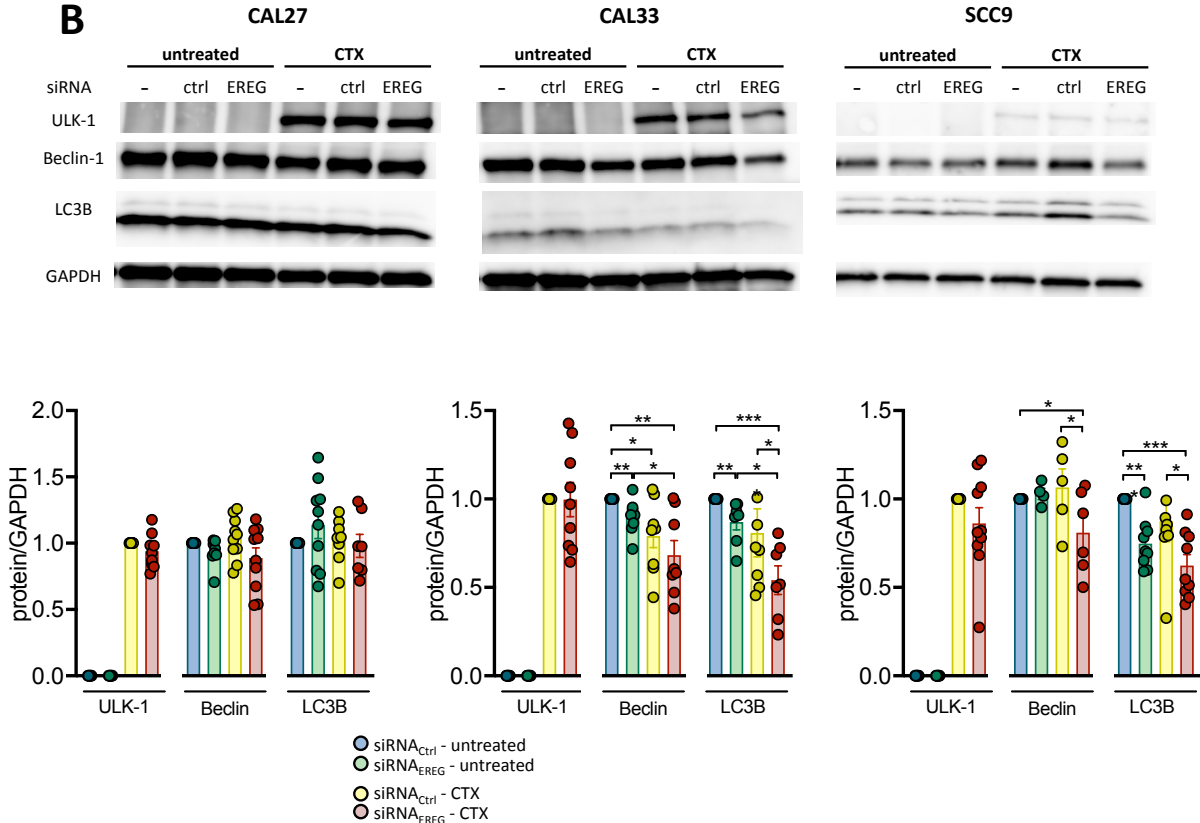 B
CAL27 CAL33 SCC9
untreated CTX untreated CTX untreated CTX
siRNA – ctrl EREG – ctrl EREG – ctrl EREG – ctrl EREG – ctrl EREG – ctrl EREG
ULK-1
Beclin-1
LC3B
GAPDH
protein/GAPDH
2.0
1.5
1.0
0.5
0.0
ULK-1 Beclin LC3B
protein/GAPDH
1.5
1.0
0.5
0.0
** *** 
* *
** * ** *
*
ULK-1 Beclin LC3B
protein/GAPDH
1.5
1.0
0.5
0.0
*
*
***
** *
*
ULK-1 Beclin LC3B
siRNACtrl - untreated
siRNAEREG - untreated
siRNACtrl - CTX
siRNAEREG - CTX